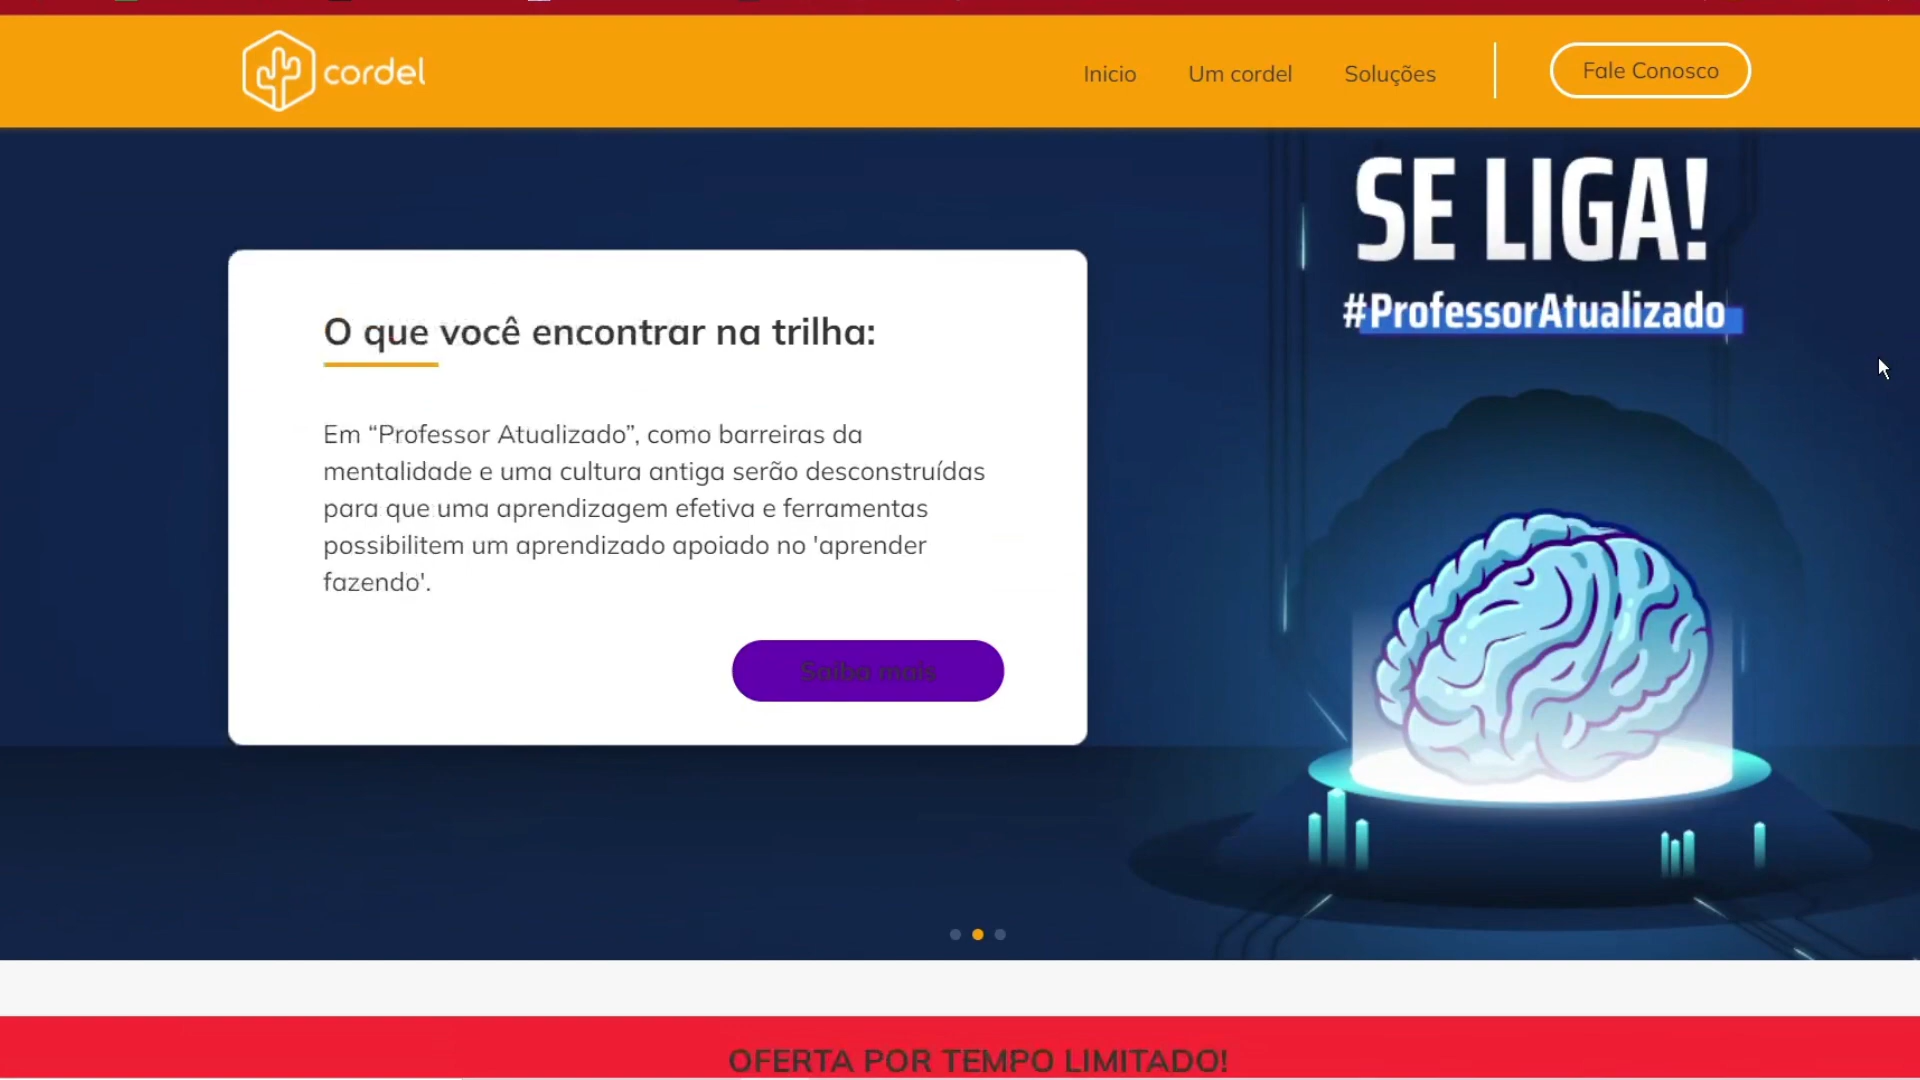 cordel
Inicio
Um cordel
Soluções
Fale Conosco
SE LIGA!
#ProfessorAtualizado
O que você encontrar na trilha:
Em “Professor Atualizado”, como barreiras da
mentalidade e uma cultura antiga serão desconstruídas
para que uma aprendizagem efetiva e ferramentas
possibilitem um aprendizado apoiado no 'aprender
fazendo'.
Saiba mais
OFERTA POR TEMPO LIMITADO!